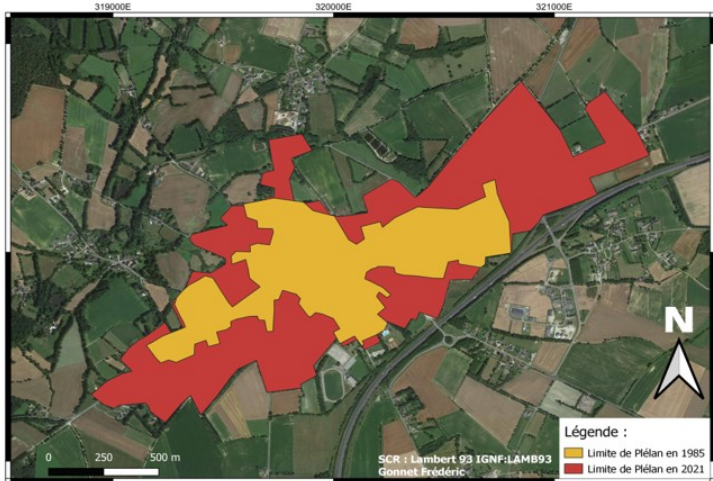 319000E 320000E 321000E
N
Légende :
Limite de Plélan en 1985
Limite de Plélan en 2021
0 250 500 m
SCR : Lambert 93 IGNF:LAMB93
Gonnet Frédéric